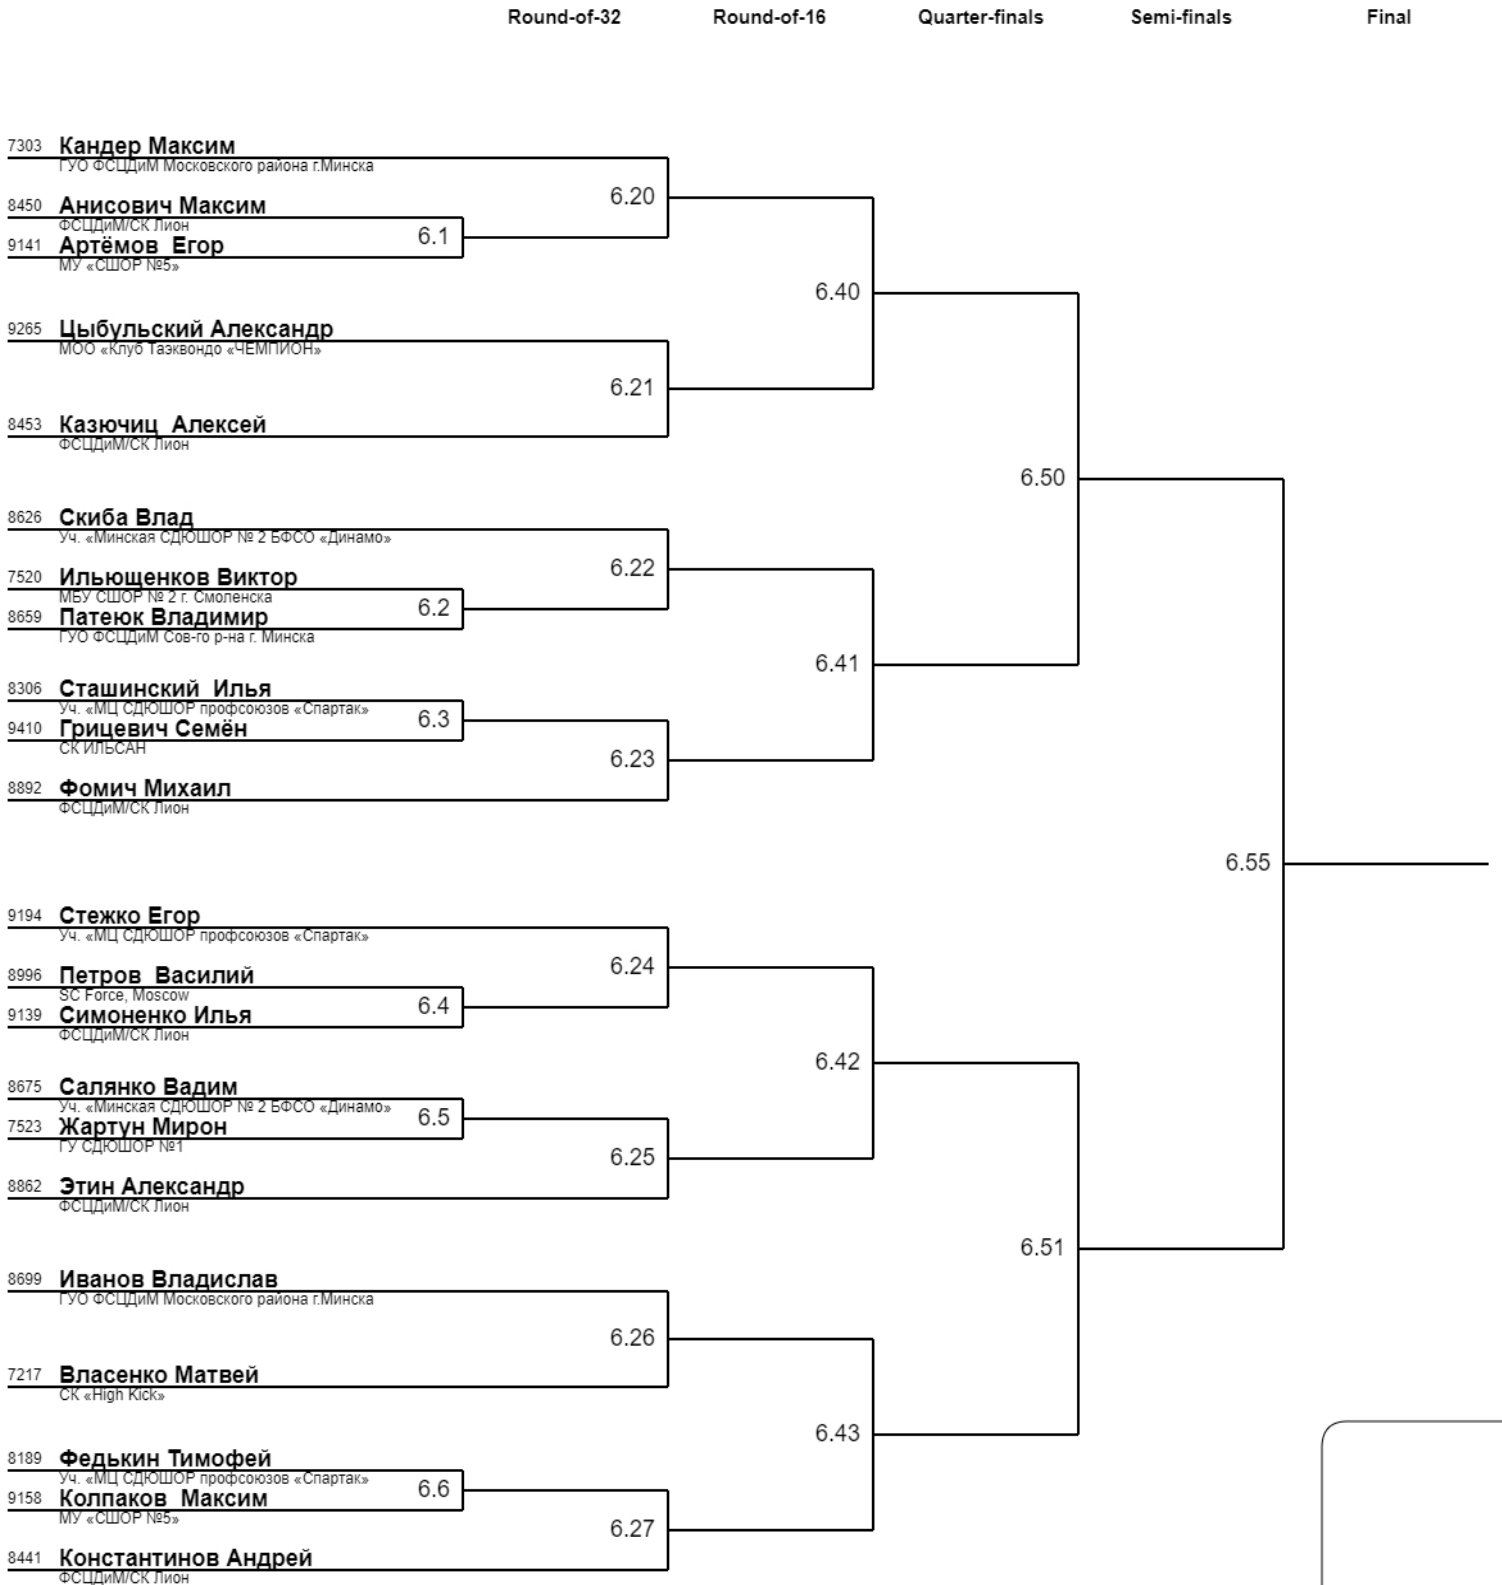 Round-of-32 Round-of-16 Quarter-finals Semi-finals Final
7303 Кандер Максим
ГУО ФСЦДиМ Московского района г.Минска
6.20
8450 Анисович Максим
ФСЦДиМ/СК Лион
6.1
9141 Артёмов Егор
МУ «СШОР №5»
6.40
9265 Цыбульский Александр
МОО «Клуб Таэквондо «ЧЕМПИОН»
6.21
8453 Казючиц Алексей
ФСЦДиМ/СК Лион
6.50
8626 Скиба Влад
Уч. «Минская СДЮШОР № 2 БФСО «Динамо»
6.22
7520 Ильющенков Виктор
МБУ СШОР № 2 г. Смоленска
6.2
8659 Патеюк Владимир
ГУО ФСЦДиМ Сов-го р-на г. Минска
6.41
8306 Сташинский Илья
Уч. «МЦ СДЮШОР профсоюзов «Спартак»
6.3
9410 Грицевич Семён
СК ИЛЬСАН
6.23
8892 Фомич Михаил
ФСЦДиМ/СК Лион
6.55
9194 Стежко Егор
Уч. «МЦ СДЮШОР профсоюзов «Спартак»
6.24
8996 Петров Василий
SC Force, Moscow
6.4
9139 Симоненко Илья
ФСЦДиМ/СК Лион
6.42
8675 Салянко Вадим
Уч. «Минская СДЮШОР № 2 БФСО «Динамо»
6.5
7523 Жартун Мирон
ГУ СДЮШОР №1
6.25
8862 Этин Александр
ФСЦДиМ/СК Лион
6.51
8699 Иванов Владислав
ГУО ФСЦДиМ Московского района г.Минска
6.26
7217 Власенко Матвей
СК «High Kick»
6.43
8189 Федькин Тимофей
Уч. «МЦ СДЮШОР профсоюзов «Спартак»
6.6
9158 Колпаков Максим
МУ «СШОР №5»
6.27
8441 Константинов Андрей
ФСЦДиМ/СК Лион